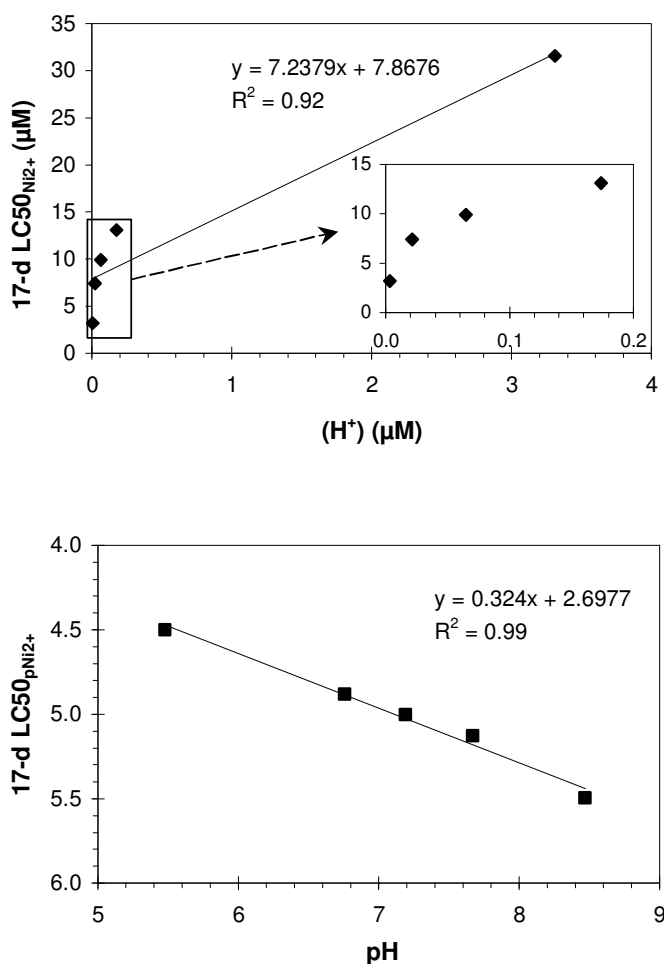 35
30
25
20
15
10
5
0
17-d LC50Ni2+ (µM)
y = 7.2379x + 7.8676
R2 = 0.92
15
10
5
0
0.0 0.1 0.2
0 1 2 3 4
(H+) (µM)
4.0
4.5
5.0
5.5
6.0
17-d LC50pNi2+
y = 0.324x + 2.6977
R2 = 0.99
5 6 7 8 9
pH